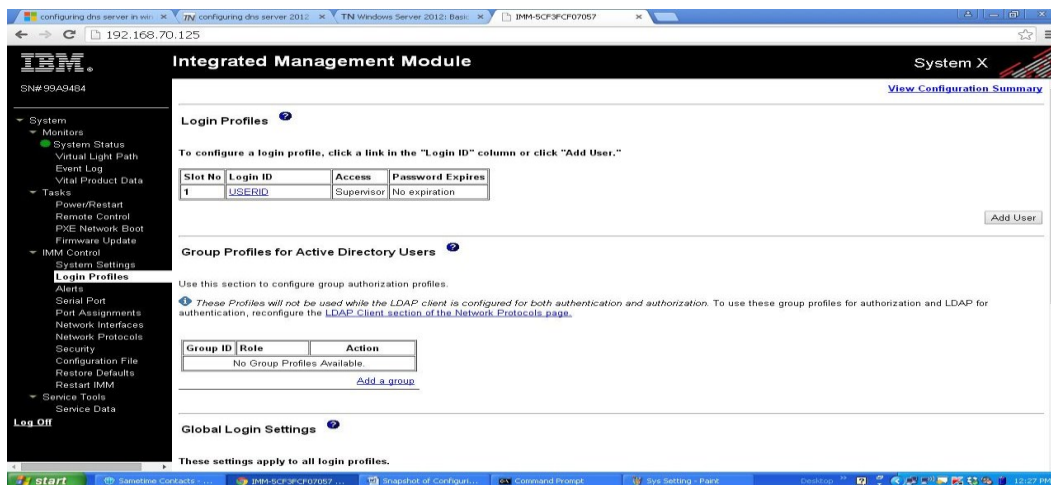 configuring dns server in win
configuring dns server 2012
Windows Server 2012: Basic
IMM-5CF3FCF07057
192.168.70.125
IBM.
Integrated Management Module
System X
SN# 99A9484
View Configuration Summary
System
Monitors
System Status
Virtual Light Path
Event Log
Vital Product Data
Tasks
Power/Restart
Remote Control
PXE Network Boot
Firmware Update
IMM Control
System Settings
Login Profiles
Alerts
Serial Port
Port Assignments
Network Interfaces
Network Protocols
Security
Configuration File
Restore Defaults
Restart IMM
Service Tools
Service Data
Log Off
Login Profiles
To configure a login profile, click a link in the "Login ID" column or click "Add User."
Slot No Login ID Access Password Expires
1 USERID Supervisor No expiration
Add User
Group Profiles for Active Directory Users
Use this section to configure group authorization profiles.
These Profiles will not be used while the LDAP client is configured for both authentication and authorization. To use these group profiles for authorization and LDAP for
authentication, reconfigure the LDAP Client section of the Network Protocols page.
Group ID Role Action
No Group Profiles Available.
Add a group
Global Login Settings
These settings apply to all login profiles.
start
Sametime Contacts - ...
IMM-5CF3FCF07057 ...
Snapshot of Configuri...
Command Prompt
Sys Setting - Paint
Desktop
12:27 PM